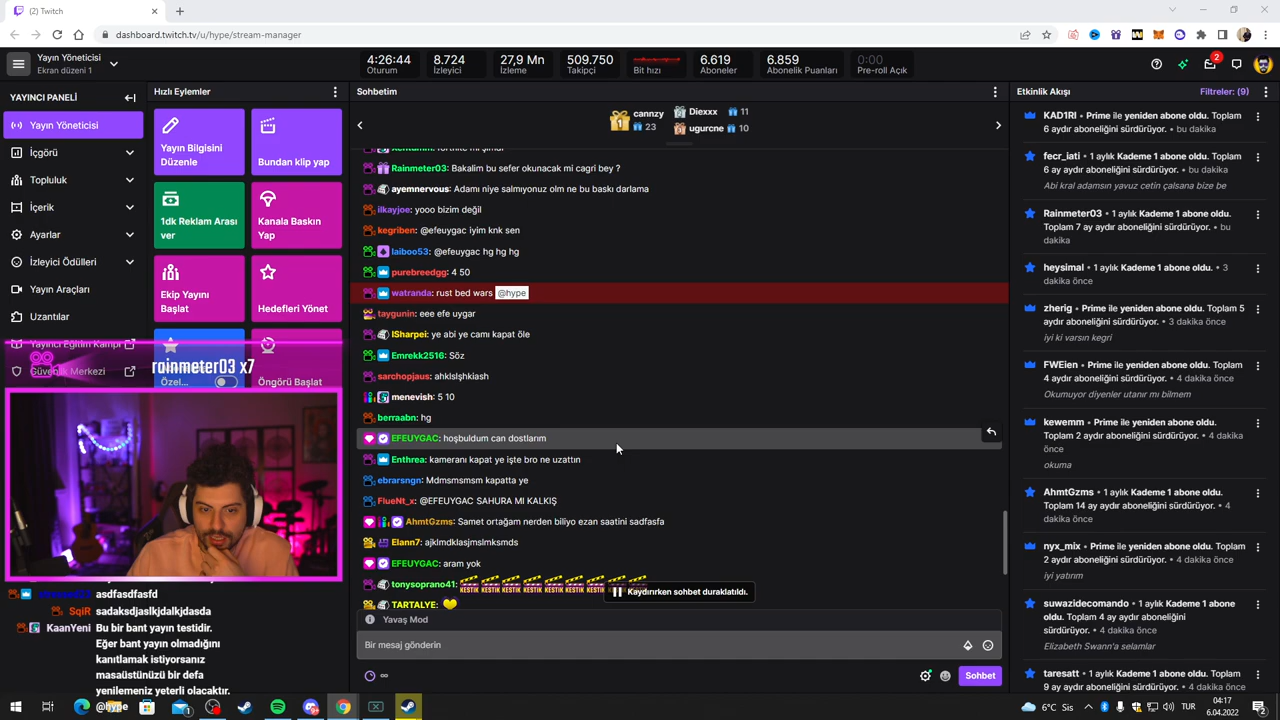 (2) Twitch
dashboard.twitch.tv/u/hype/stream-manager
Yayın Yöneticisi
Ekran düzeni 1
4:26:44
Oturum
8.724
İzleyici
27,9 Mn
İzleme
509.750
Takipçi
Bit hızı
6.619
Aboneler
6.859
Abonelik Puanları
0:00
Pre-roll Açık
2
YAYINCI PANELİ
Yayın Yöneticisi
İçgörü
Topluluk
İçerik
Ayarlar
İzleyici Ödülleri
Yayın Araçları
Uzantılar
Yayıncı Eğitim Kampı
Güvenlik Merkezi
Hızlı Eylemler
Yayın Bilgisini
Düzenle
Bundan klip yap
1dk Reklam Arası
ver
Kanala Baskın
Yap
Ekip Yayını
Başlat
Hedefleri Yönet
Özel...
Öngörü Başlat
rainmeter03 x7
asdfasdfasfd
SqiR sadaksdjaslkjdalkjdasda
KaanYeni Bu bir bant yayın testidir.
Eğer bant yayın olmadığını
kanıtlamak istiyorsanız
masaüstünüzü bir defa
yenilemeniz yeterli olacaktır.
@hype
Sohbetim
1
cannzy
23
Diexxx 11
ugurcne 10
Rainmeter03: Bakalim bu sefer okunacak mi cagri bey ?
ayemnervous: Adamı niye salmıyonuz olm ne bu baskı darlama
ilkayjoe: yooo bizim değil
kegriben: @efeuygac iyim knk sen
laiboo53: @efeuygac hg hg hg
purebreedgg: 4 50
watranda: rust bed wars @hype
taygunin: eee efe uygar
ISharpei: ye abi ye camı kapat öle
Emrekk2516: Söz
sarchopjaus: ahklslşhkiash
menevish: 5 10
berraabn: hg
EFEUYGAC: hoşbuldum can dostlarım
Enthrea: kameranı kapat ye işte bro ne uzattın
ebrarsngn: Mdmsmsmsm kapatta ye
FlueNt_x: @EFEUYGAC SAHURA MI KALKIŞ
AhmtGzms: Samet ortağam nerden biliyo ezan saatini sadfasfa
Elann7: ajklmdklasjmslmksmds
EFEUYGAC: aram yok
tonysoprano41: KESTIK KESTIK KESTIK KESTIK KESTIK KESTIK KESTIK
Kaydırırken sohbet duraklatıldı.
TARTALYE:
Yavaş Mod
Bir mesaj gönderin
Sohbet
Etkinlik Akışı
Filtreler: (9)
KAD1RI • Prime ile yeniden abone oldu. Toplam
6 aydır aboneliğini sürdürüyor. • bu dakika
fecr_iati • 1 aylık Kademe 1 abone oldu. Toplam
6 ay aydır aboneliğini sürdürüyor. • bu dakika
Abi kral adamsın yavuz cetin çalsana bize be
Rainmeter03 • 1 aylık Kademe 1 abone oldu.
Toplam 7 ay aydır aboneliğini sürdürüyor. • bu
dakika
heysimal • 1 aylık Kademe 1 abone oldu. • 3
dakika önce
zherig • Prime ile yeniden abone oldu. Toplam 5
aydır aboneliğini sürdürüyor. • 3 dakika önce
iyi ki varsın kegri
FWEien • Prime ile yeniden abone oldu. Toplam
4 aydır aboneliğini sürdürüyor. • 4 dakika önce
Okumuyor diyenler utanır mı bilmem
kewemm • Prime ile yeniden abone oldu.
Toplam 2 aydır aboneliğini sürdürüyor. • 4 dakika
önce
okuma
AhmtGzms • 1 aylık Kademe 1 abone oldu.
Toplam 14 ay aydır aboneliğini sürdürüyor. • 4
dakika önce
nyx_mix • Prime ile yeniden abone oldu. Toplam
2 aydır aboneliğini sürdürüyor. • 4 dakika önce
iyi yatırım
suwazidecomando • 1 aylık Kademe 1 abone
oldu. Toplam 4 ay aydır aboneliğini
sürdürüyor. • 4 dakika önce
Elizabeth Swann'a selamlar
taresatt • 1 aylık Kademe 1 abone oldu. Toplam
9 ay aydır aboneliğini sürdürüyor. • 4 dakika önce
6°C Sis
TUR
04:17
6.04.2022
2